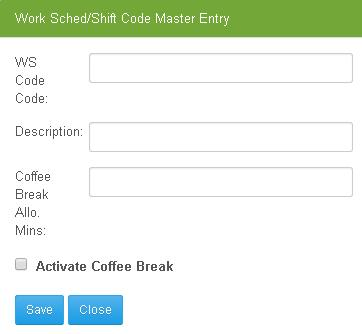 Work Sched/Shift Code Master Entry
WS
Code
Code:
Description:
Coffee
Break
Allo.
Mins:
Activate Coffee Break
Save Close